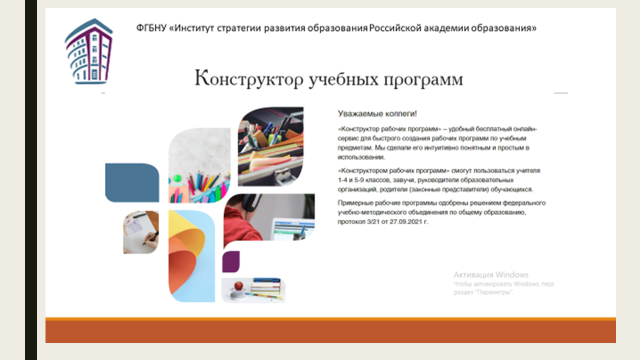 ФГБНУ «Институт стратегии развития образования Российской академии образования»
Конструктор учебных программ
Уважаемые коллеги!
«Конструктор рабочих программ» – удобный бесплатный онлайн-
сервис для быстрого создания рабочих программ по учебным
предметам. Мы сделали его интуитивно понятным и простым в
использовании.
«Конструктором рабочих программ» смогут пользоваться учителя
1-4 и 5-9 классов, завучи, руководители образовательных
организаций, родители (законные представители) обучающихся.
Примерные рабочие программы одобрены решением федерального
учебно-методического объединения по общему образованию,
протокол 3/21 от 27.09.2021 г.
Активация Windows
Чтобы активировать Windows, пере
раздел "Параметры".